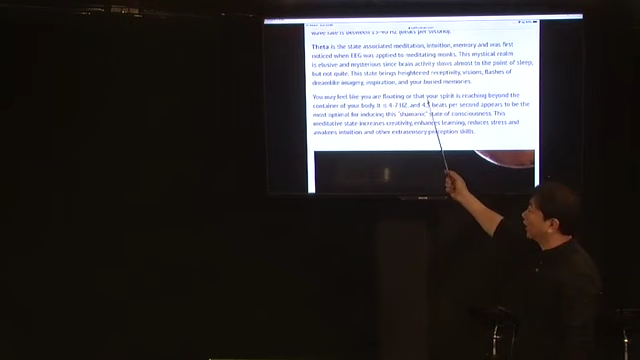 wave rate is between 15-40 Hz (beats per second).
Theta is the state associated meditation, intuition, memory and was first
noticed when EEG was applied to meditating monks. This mystical realm
is elusive and mysterious since brain activity slows almost to the point of sleep,
but not quite. This state brings heightened receptivity, visions, flashes of
dreamlike imagery, inspiration, and your buried memories.
You may feel like you are floating or that your spirit is reaching beyond the
container of your body. It is 4-7 HZ, and 4.5 beats per second appears to be the
most optimal for inducing this "shamanic" state of consciousness. This
meditative state increases creativity, enhances learning, reduces stress and
awakens intuition and other extrasensory perception skills.